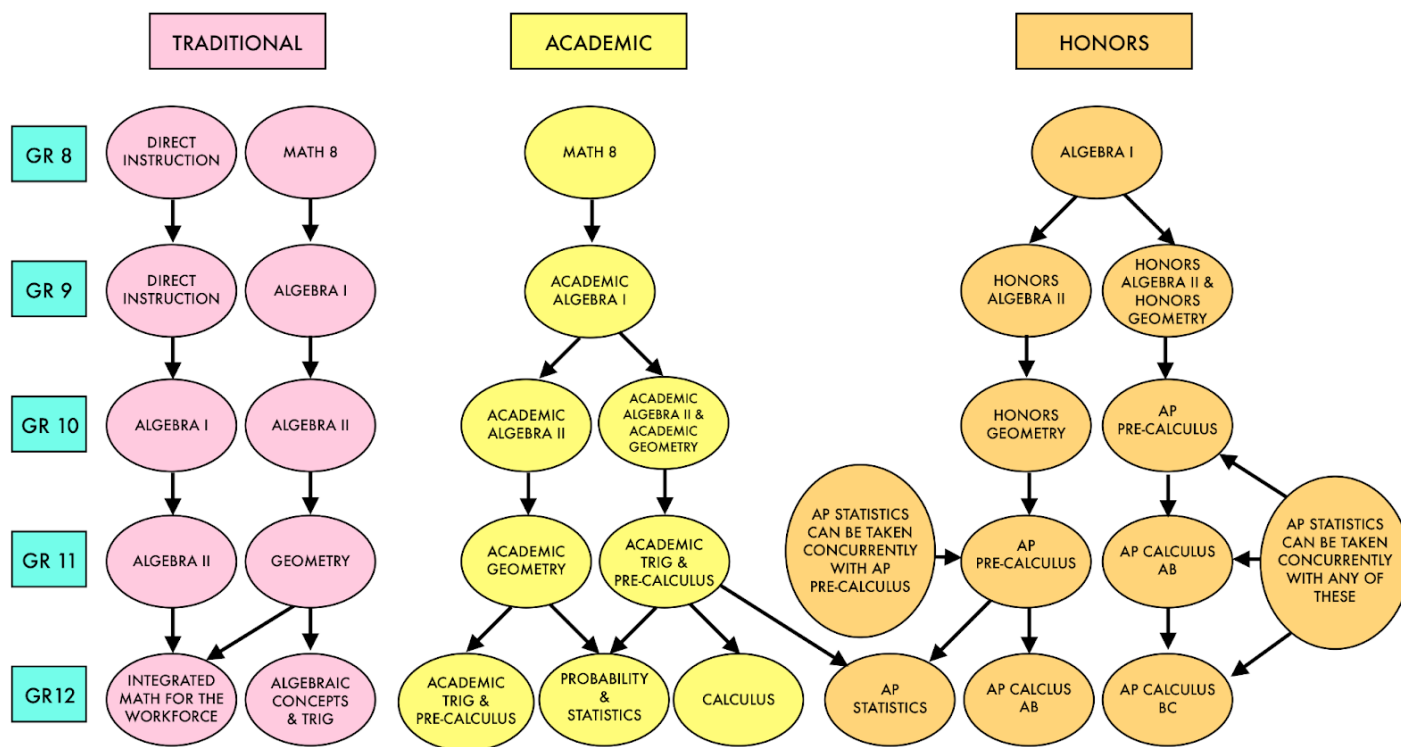 TRADITIONAL
ACADEMIC
HONORS
GR 8
DIRECT
INSTRUCTION
MATH 8
MATH 8
ALGEBRA I
GR 9
DIRECT
INSTRUCTION
ALGEBRA I
ACADEMIC
ALGEBRA I
HONORS
ALGEBRA II
HONORS
ALGEBRA II &
HONORS
GEOMETRY
GR 10
ALGEBRA I
ALGEBRA II
ACADEMIC
ALGEBRA II
ACADEMIC
ALGEBRA II &
ACADEMIC
GEOMETRY
HONORS
GEOMETRY
AP
PRE-CALCULUS
GR 11
ALGEBRA II
GEOMETRY
ACADEMIC
GEOMETRY
ACADEMIC
TRIG &
PRE-CALCULUS
AP STATISTICS
CAN BE TAKEN
CONCURRENTLY
WITH AP
PRE-CALCULUS
AP
PRE-CALCULUS
AP CALCULUS
AB
AP STATISTICS
CAN BE TAKEN
CONCURRENTLY
WITH ANY OF
THESE
GR12
INTEGRATED
MATH FOR THE
WORKFORCE
ALGEBRAIC
CONCEPTS
& TRIG
ACADEMIC
TRIG &
PRE-CALCULUS
PROBABILITY
&
STATISTICS
CALCULUS
AP
STATISTICS
AP CALCLUS
AB
AP CALCULUS
BC